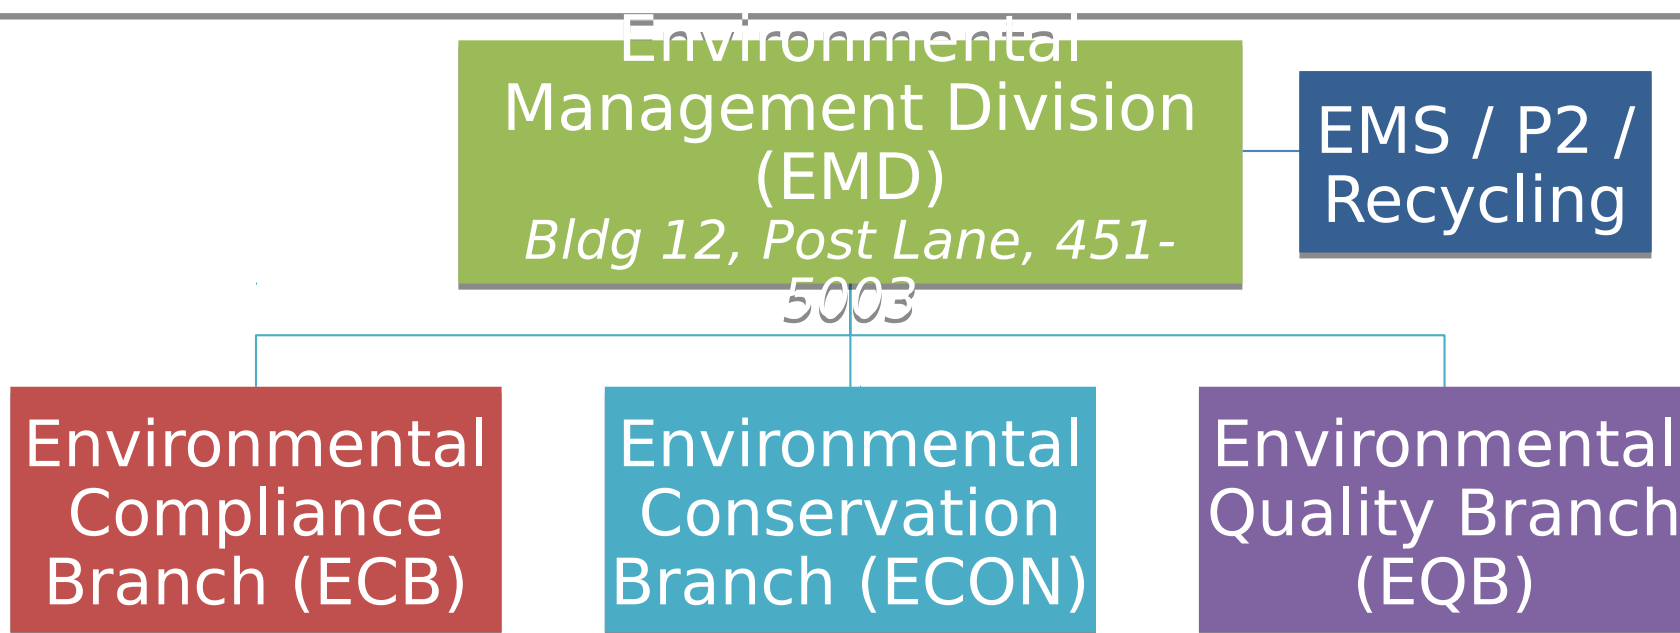 Environmental
Management Division
(EMD)
Bldg 12, Post Lane, 451-
5003
EMS / P2 /
Recycling
Environmental
Compliance
Branch (ECB)
Environmental
Conservation
Branch (ECON)
Environmental
Quality Branch
(EQB)